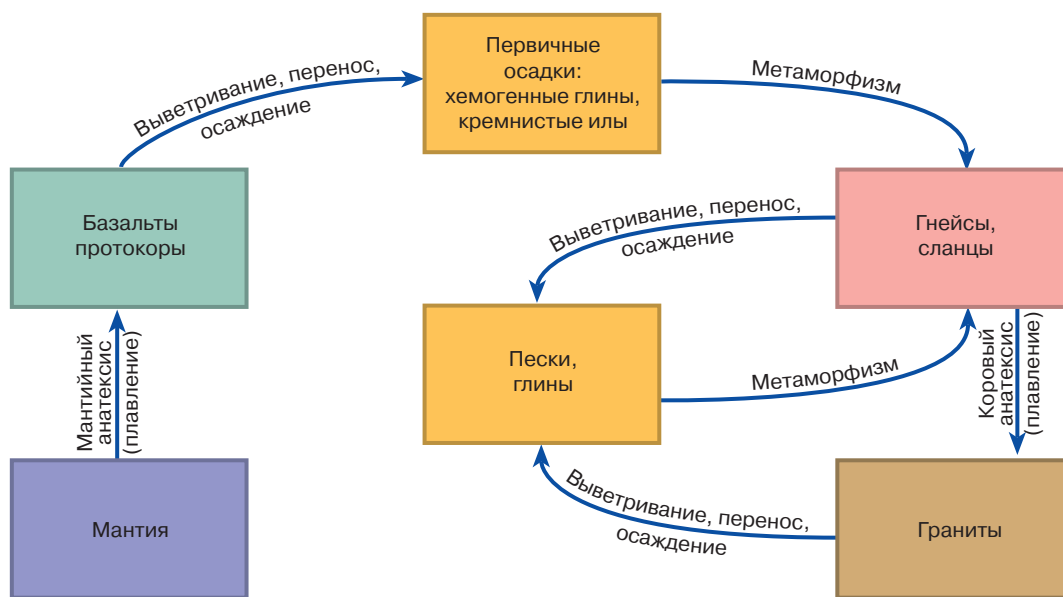 Первичные
осадки:
хемогенные глины,
кремнистые илы
Выветривание, перенос,
осаждение
Метаморфизм
Базальты
протокоры
Гнейсы,
сланцы
Выветривание, перенос,
осаждение
Мантийный
анатексис
(плавление)
Пески,
глины
Метаморфизм
Коровый
анатексис
(плавление)
Мантия
Выветривание, перенос,
осаждение
Граниты